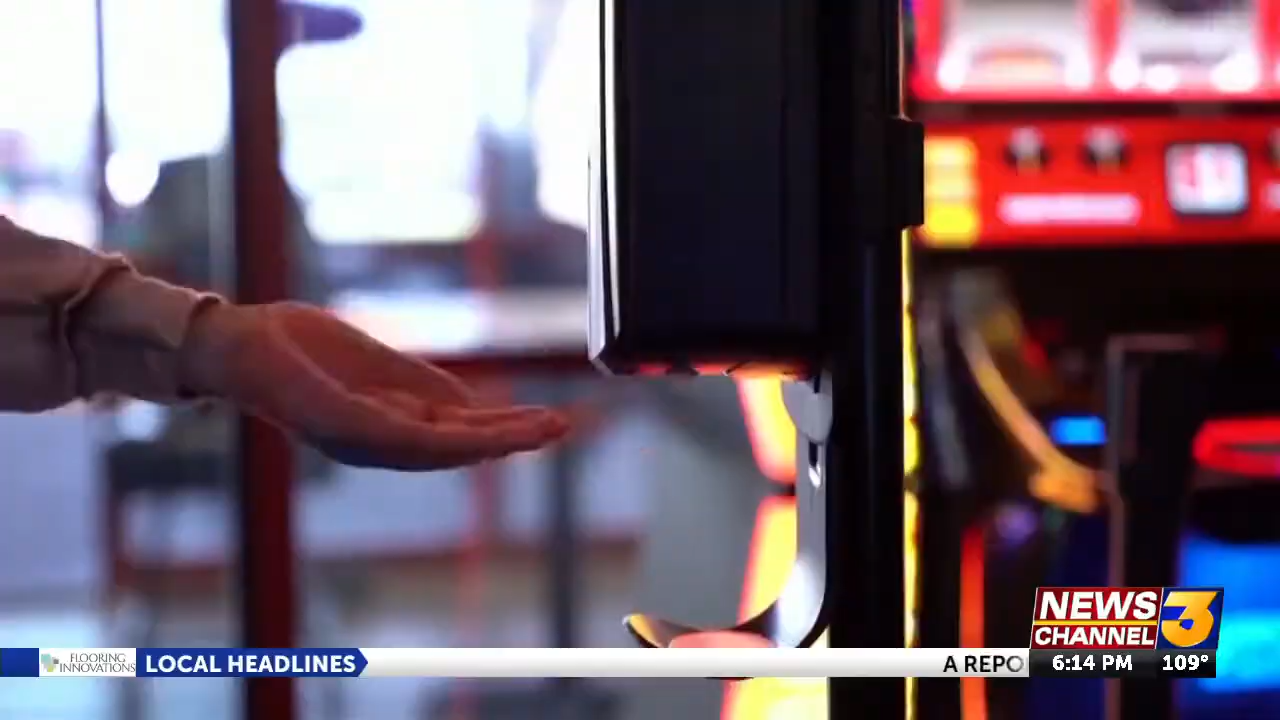 NEWS
CHANNEL 3
FLOORING
INNOVATIONS
LOCAL HEADLINES
A REPO
6:14 PM 109°